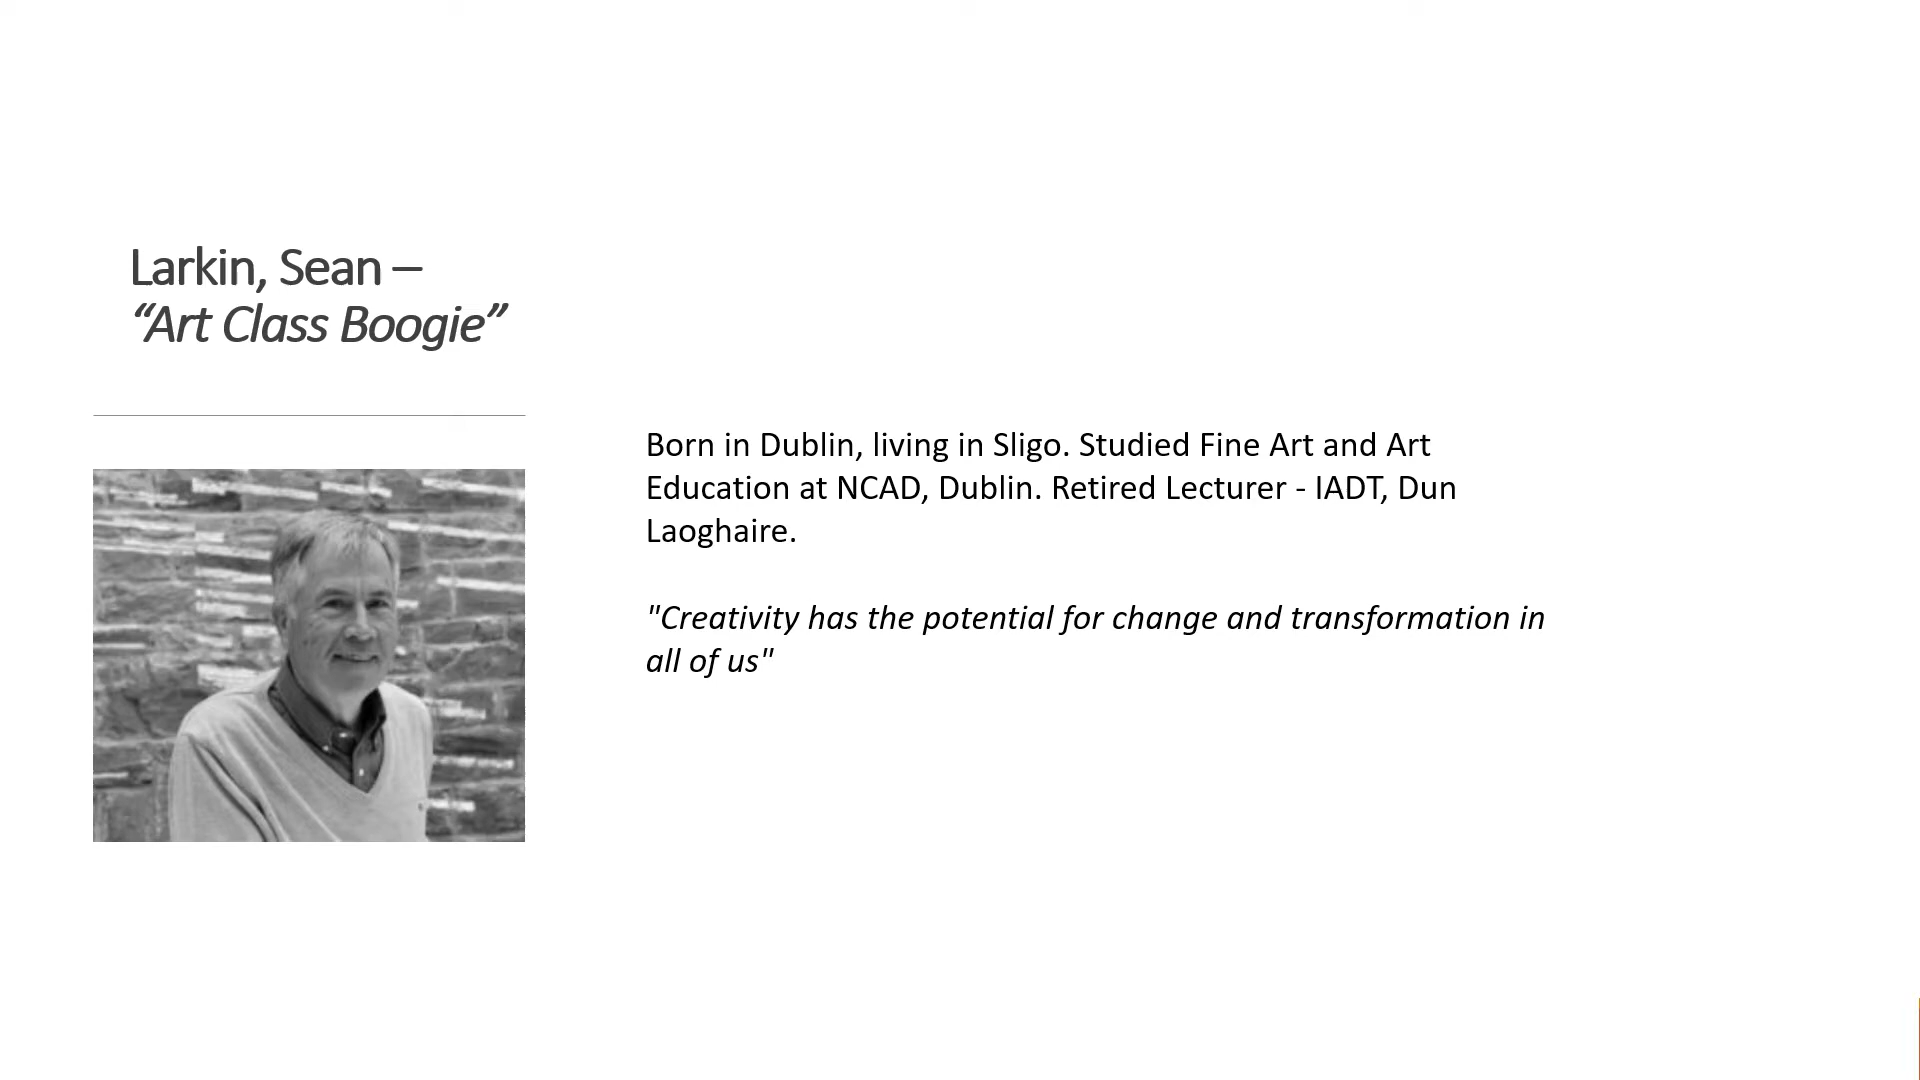 Larkin, Sean –
“Art Class Boogie”
Born in Dublin, living in Sligo. Studied Fine Art and Art
Education at NCAD, Dublin. Retired Lecturer - IADT, Dun
Laoghaire.
"Creativity has the potential for change and transformation in
all of us"